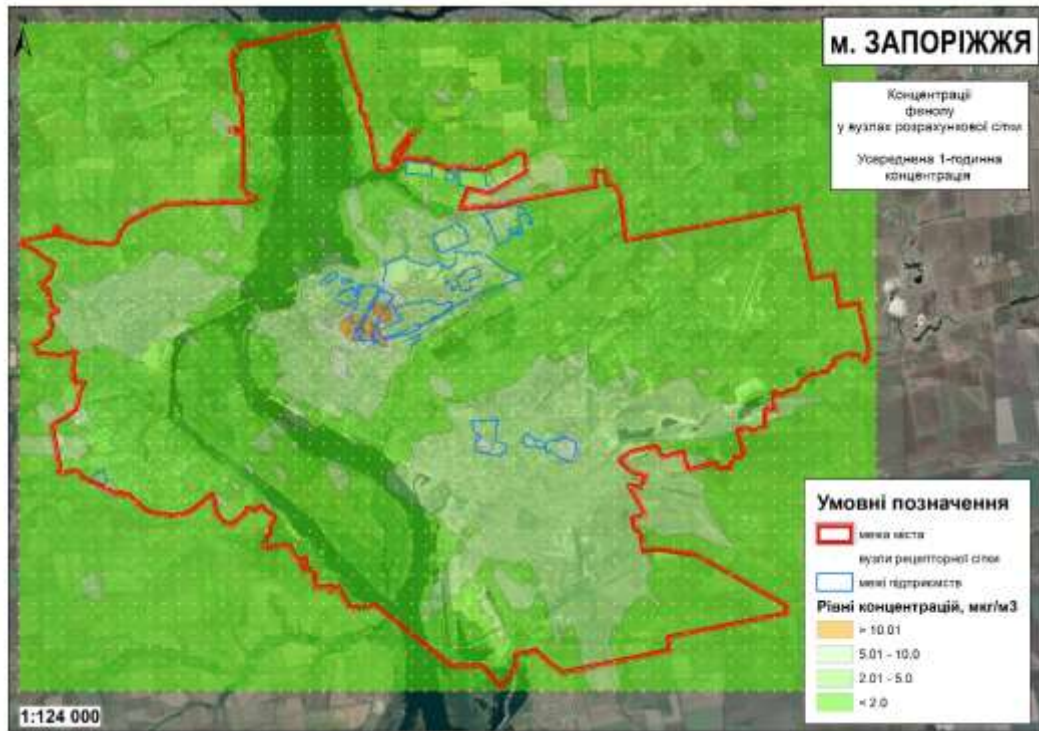 м. ЗАПОРІЖЖЯ
Концентрації
фенолу
у вузлах розрахункової сітки
Усереднена 1-годинна
концентрація
Умовні позначення
межа міста
вузли рецепторної сітки
межі підприємств
Рівні концентрацій, мкг/м3
> 10.01
5.01 - 10.0
2.01 - 5.0
< 2.0
1:124 000